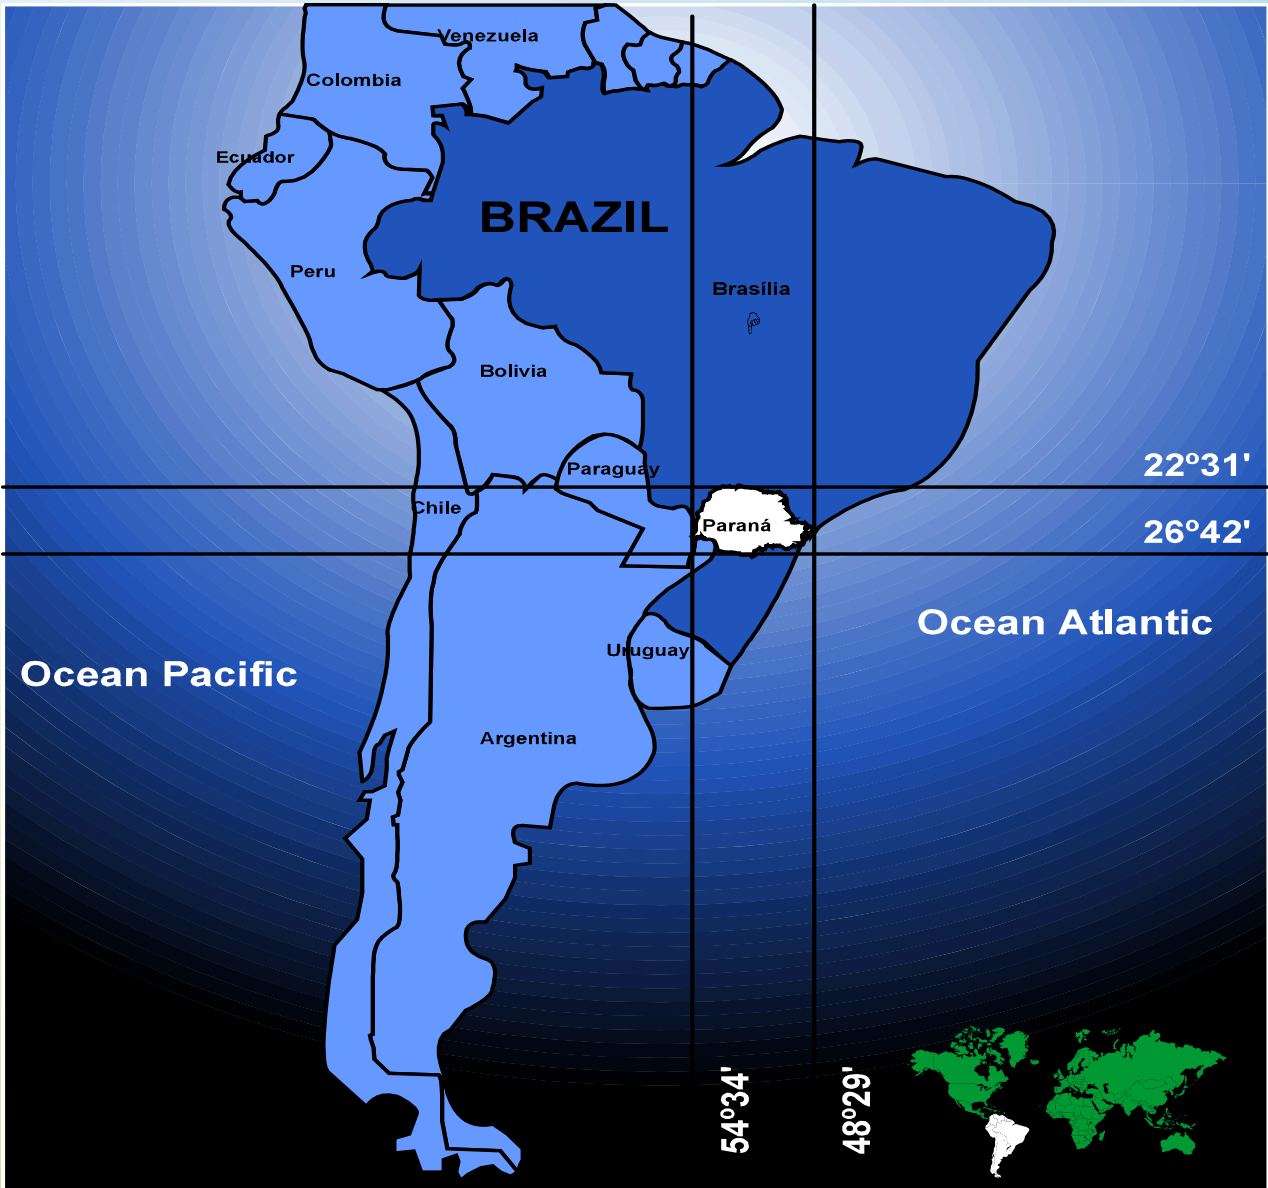 Venezuela
Colombia
Ecuador
BRAZIL
Peru
Brasília
Bolivia
Paraguay
22º31'
Chile
Paraná
26º42'
Ocean Atlantic
Uruguay
Ocean Pacific
Argentina
54º34'
48º29'